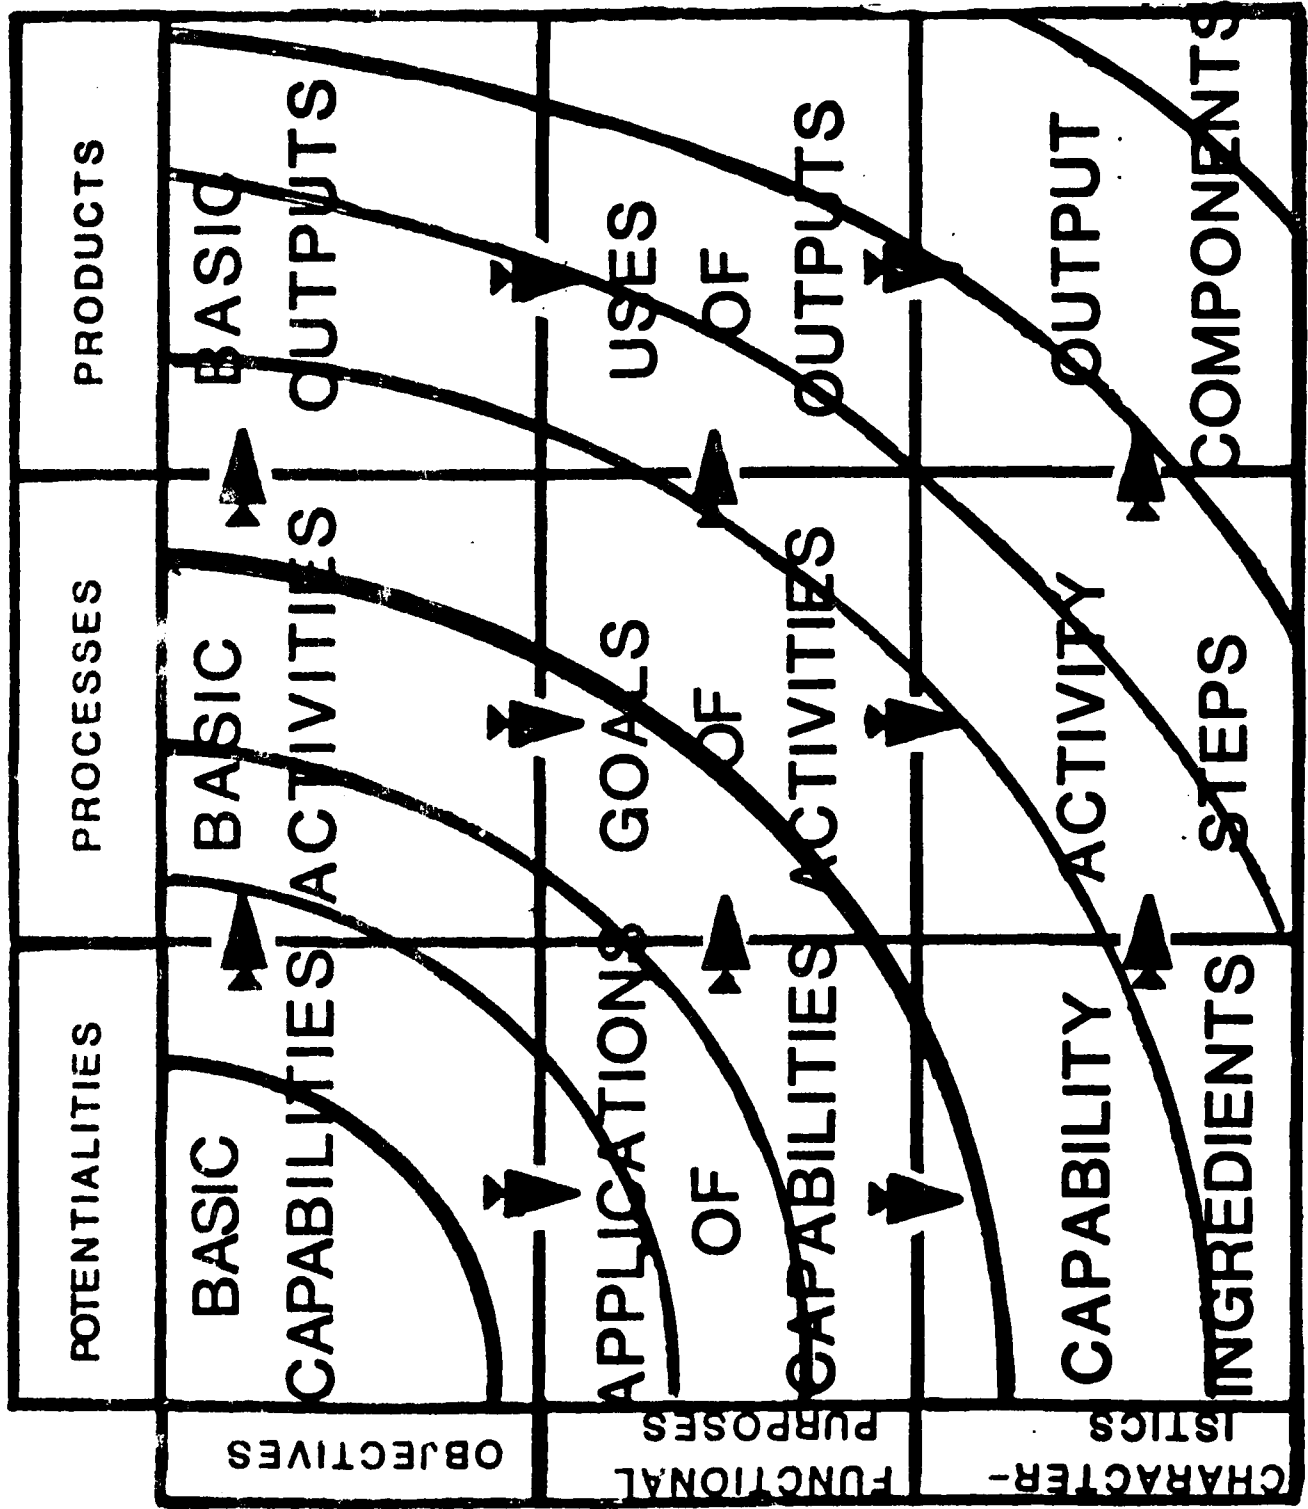 POTENTIALITIES
PROCESSES
PRODUCTS
OBJECTIVES
BASIC
CAPABILITIES
BASIC
ACTIVITIES
BASIC
OUTPUTS
FUNCTIONAL
PURPOSES
APPLICATIONS
OF
CAPABILITIES
GOALS
OF
ACTIVITIES
USES
OF
OUTPUTS
CHARACTER-
ISTICS
CAPABILITY
INGREDIENTS
ACTIVITY
STEPS
OUTPUT
COMPONENTS